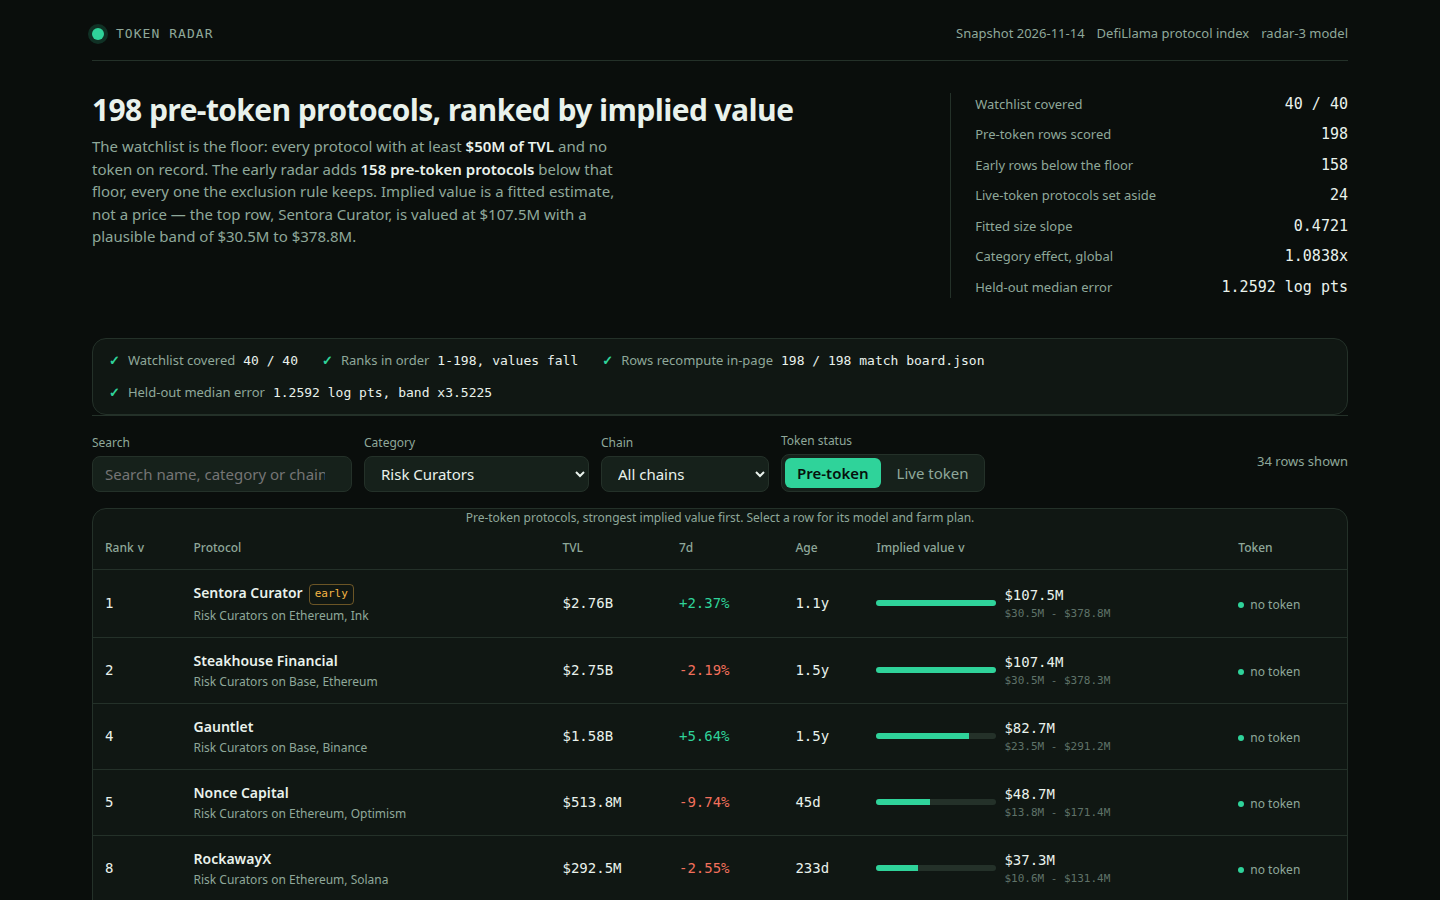 TOKEN RADAR
Snapshot 2026-11-14 DefiLlama protocol index radar-3 model
198 pre-token protocols, ranked by implied value
The watchlist is the floor: every protocol with at least $50M of TVL and no
token on record. The early radar adds 158 pre-token protocols below that
floor, every one the exclusion rule keeps. Implied value is a fitted estimate,
not a price — the top row, Sentora Curator, is valued at $107.5M with a
plausible band of $30.5M to $378.8M.
Watchlist covered 40 / 40
Pre-token rows scored 198
Early rows below the floor 158
Live-token protocols set aside 24
Fitted size slope 0.4721
Category effect, global 1.0838x
Held-out median error 1.2592 log pts
✓ Watchlist covered 40 / 40 ✓ Ranks in order 1-198, values fall ✓ Rows recompute in-page 198 / 198 match board.json
✓ Held-out median error 1.2592 log pts, band x3.5225
Search Category Chain Token status
Search name, category or chain Risk Curators All chains Pre-token Live token
34 rows shown
Pre-token protocols, strongest implied value first. Select a row for its model and farm plan.
Rank v Protocol TVL 7d Age Implied value v Token
1 Sentora Curator early $2.76B +2.37% 1.1y $107.5M no token
Risk Curators on Ethereum, Ink $30.5M - $378.8M
2 Steakhouse Financial $2.75B -2.19% 1.5y $107.4M no token
Risk Curators on Base, Ethereum $30.5M - $378.3M
4 Gauntlet $1.58B +5.64% 1.5y $82.7M no token
Risk Curators on Base, Binance $23.5M - $291.2M
5 Nonce Capital $513.8M -9.74% 45d $48.7M no token
Risk Curators on Ethereum, Optimism $13.8M - $171.4M
8 RockawayX $292.5M -2.55% 233d $37.3M no token
Risk Curators on Ethereum, Solana $10.6M - $131.4M